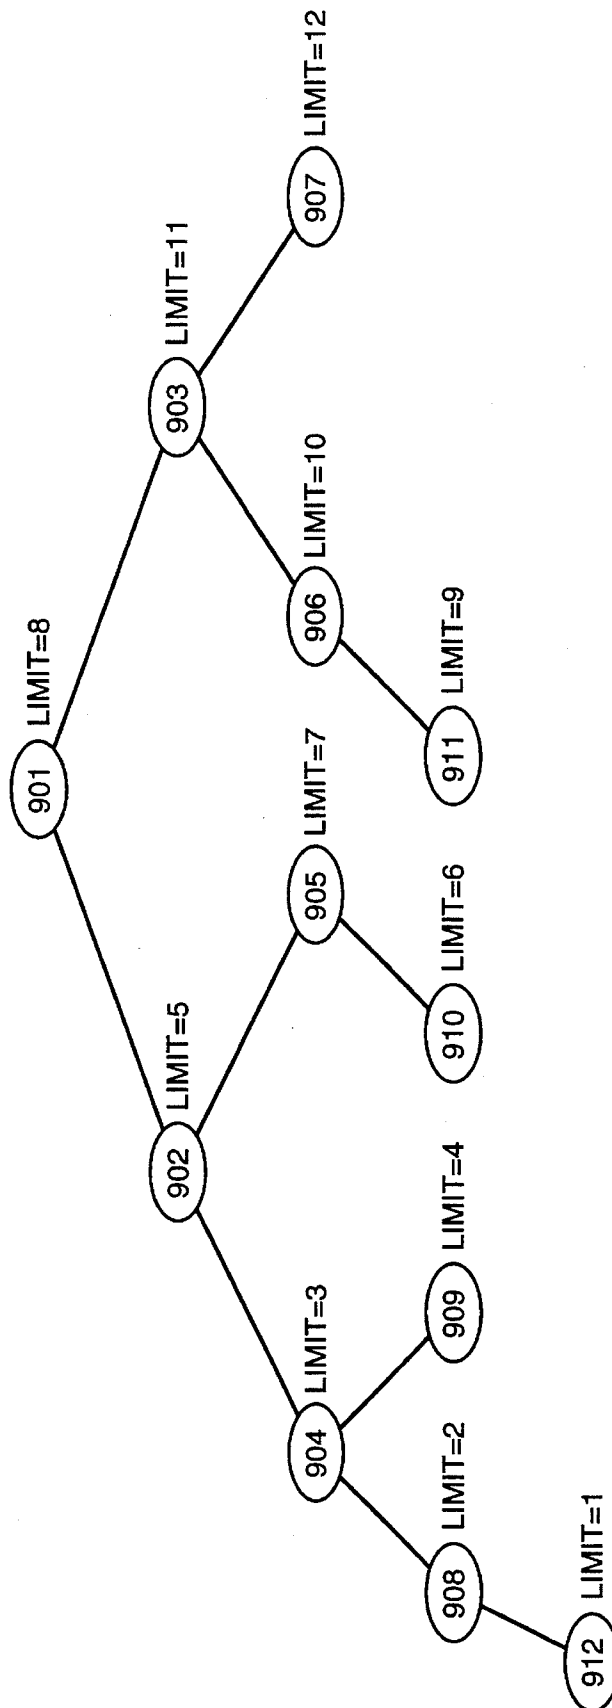 901 LIMIT=8
902 LIMIT=5
903 LIMIT=11
904 LIMIT=3
905 LIMIT=7
906 LIMIT=10
907 LIMIT=12
908 LIMIT=2
909 LIMIT=4
910 LIMIT=6
911 LIMIT=9
912 LIMIT=1